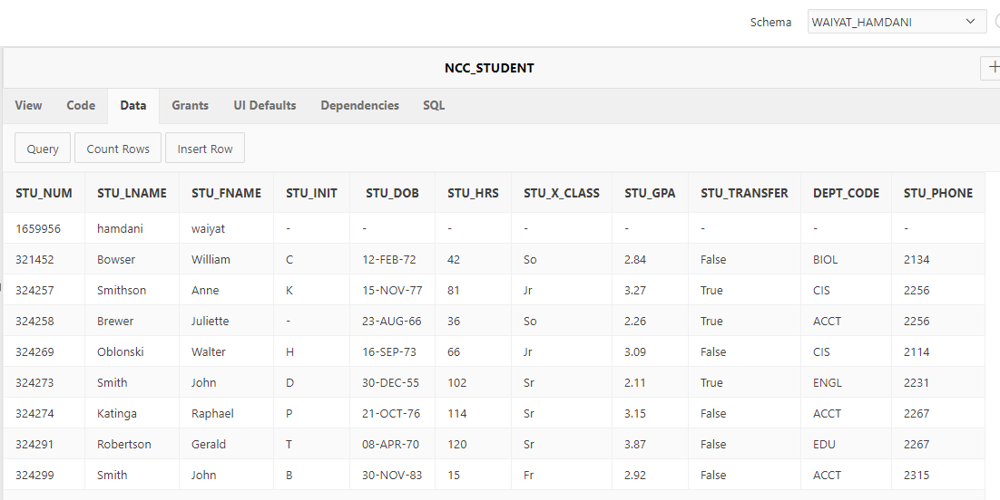 Schema WAIYAT_HAMDANI
NCC_STUDENT
View Code Data Grants UI Defaults Dependencies SQL
Query Count Rows Insert Row
STU_NUM STU_LNAME STU_FNAME STU_INIT STU_DOB STU_HRS STU_X_CLASS STU_GPA STU_TRANSFER DEPT_CODE STU_PHONE
1659956 hamdani waiyat - - - - - - - -
321452 Bowser William C 12-FEB-72 42 So 2.84 False BIOL 2134
324257 Smithson Anne K 15-NOV-77 81 Jr 3.27 True CIS 2256
324258 Brewer Juliette - 23-AUG-66 36 So 2.26 True ACCT 2256
324269 Oblonski Walter H 16-SEP-73 66 Jr 3.09 False CIS 2114
324273 Smith John D 30-DEC-55 102 Sr 2.11 True ENGL 2231
324274 Katinga Raphael P 21-OCT-76 114 Sr 3.15 False ACCT 2267
324291 Robertson Gerald T 08-APR-70 120 Sr 3.87 False EDU 2267
324299 Smith John B 30-NOV-83 15 Fr 2.92 False ACCT 2315